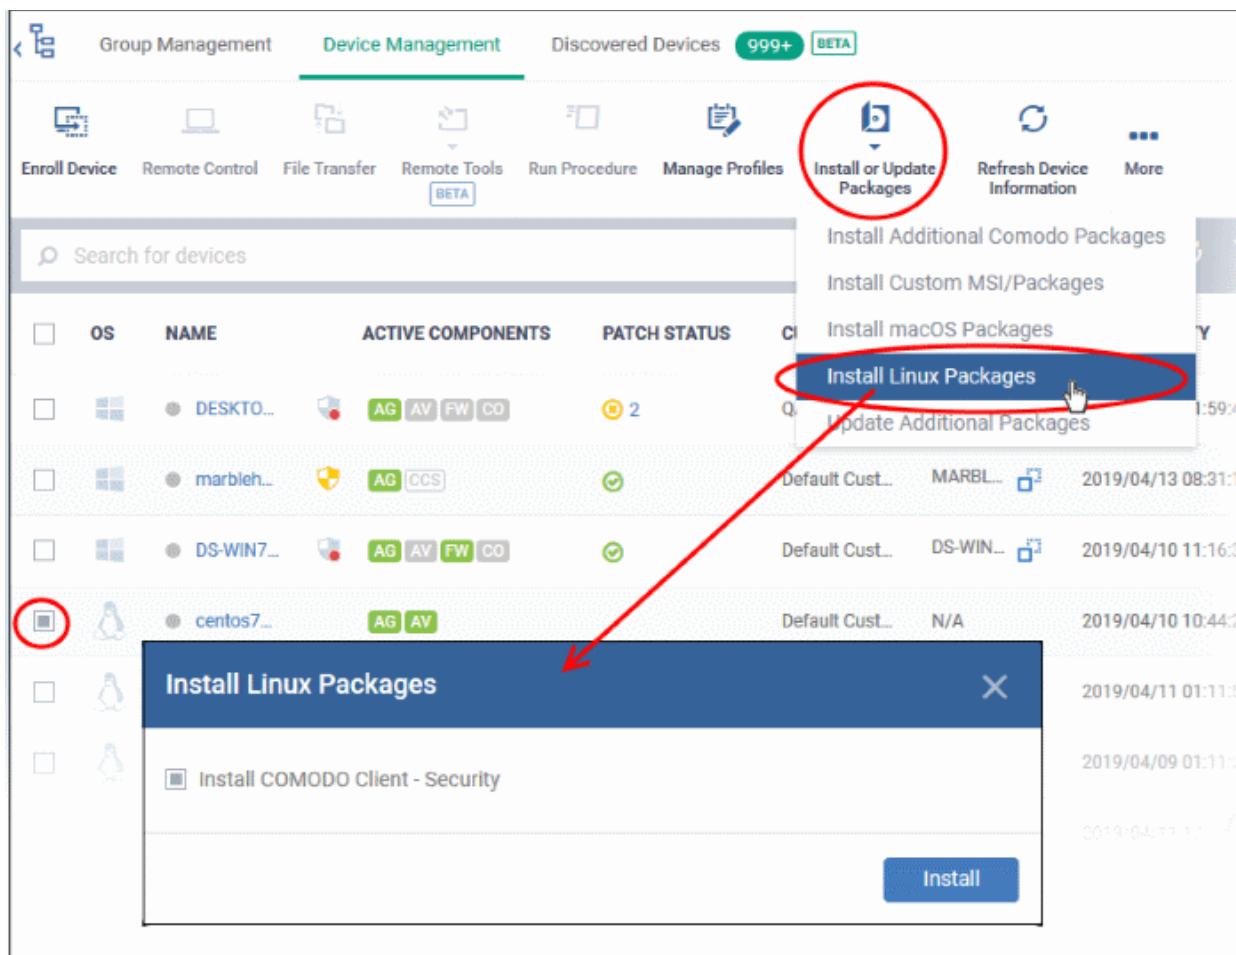 Group Management Device Management Discovered Devices 999+ BETA
Enroll Device Remote Control File Transfer Remote Tools Run Procedure Manage Profiles Install or Update Refresh Device More
BETA Packages Information
Search for devices
Install Additional Comodo Packages
Install Custom MSI/Packages
Install macOS Packages
Install Linux Packages
Update Additional Packages
OS NAME ACTIVE COMPONENTS PATCH STATUS
DESKTO... AG AV FW CO 2
marbleh... AG CCS Default Cust... MARBL... 2019/04/13 08:31:
DS-WIN7... AG AV FW CO Default Cust... DS-WIN... 2019/04/10 11:16:
centos7... AG AV Default Cust... N/A 2019/04/10 10:44:
2019/04/11 01:11:
2019/04/09 01:11:
Install Linux Packages
Install COMODO Client - Security
Install